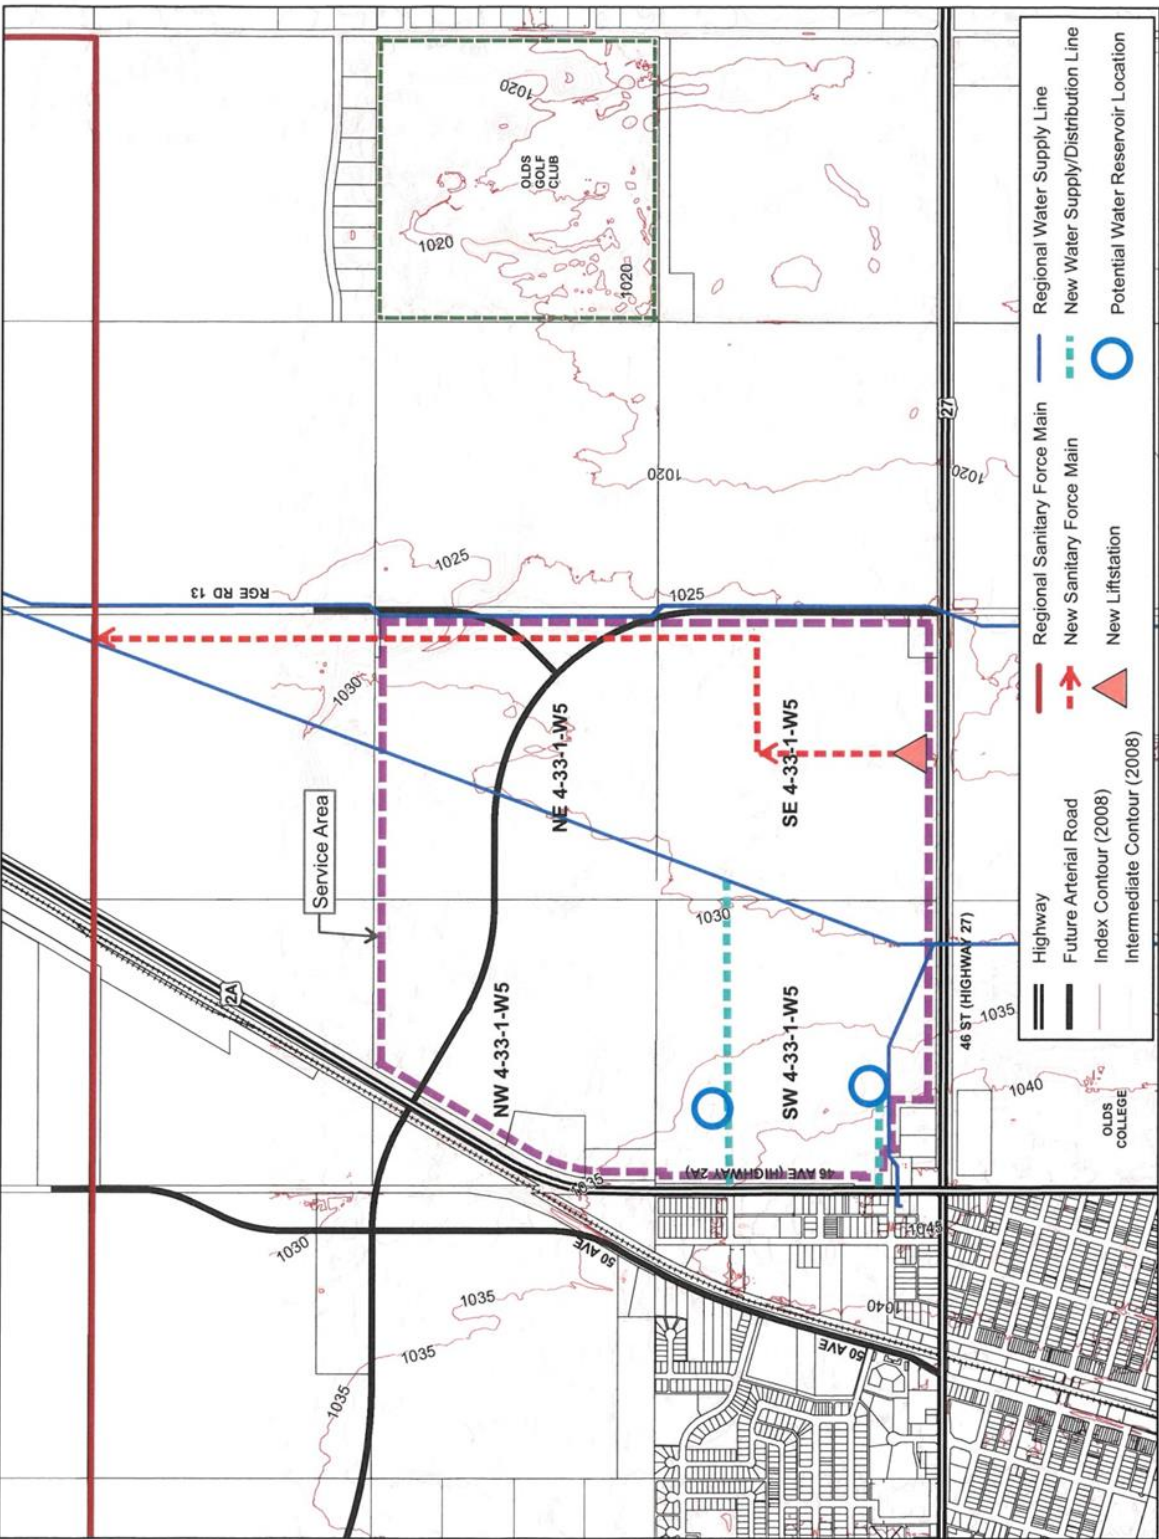 1020
OLDS
GOLF
CLUB
1020
1020
27
1020
1020
RGE RD 13
1025
1025
1030
NE 4-33-1-W5
SE 4-33-1-W5
Service Area
2A
1030
NW 4-33-1-W5
SW 4-33-1-W5
46 ST (HIGHWAY 27)
1035
1040
OLDS
COLLEGE
46 AVE (HIGHWAY 2A)
1035
1045
1030
50 AVE
1035
1040
1035
50 AVE
1035
Highway
Future Arterial Road
Index Contour (2008)
Intermediate Contour (2008)
Regional Sanitary Force Main
New Sanitary Force Main
New Liftstation
Regional Water Supply Line
New Water Supply/Distribution Line
Potential Water Reservoir Location